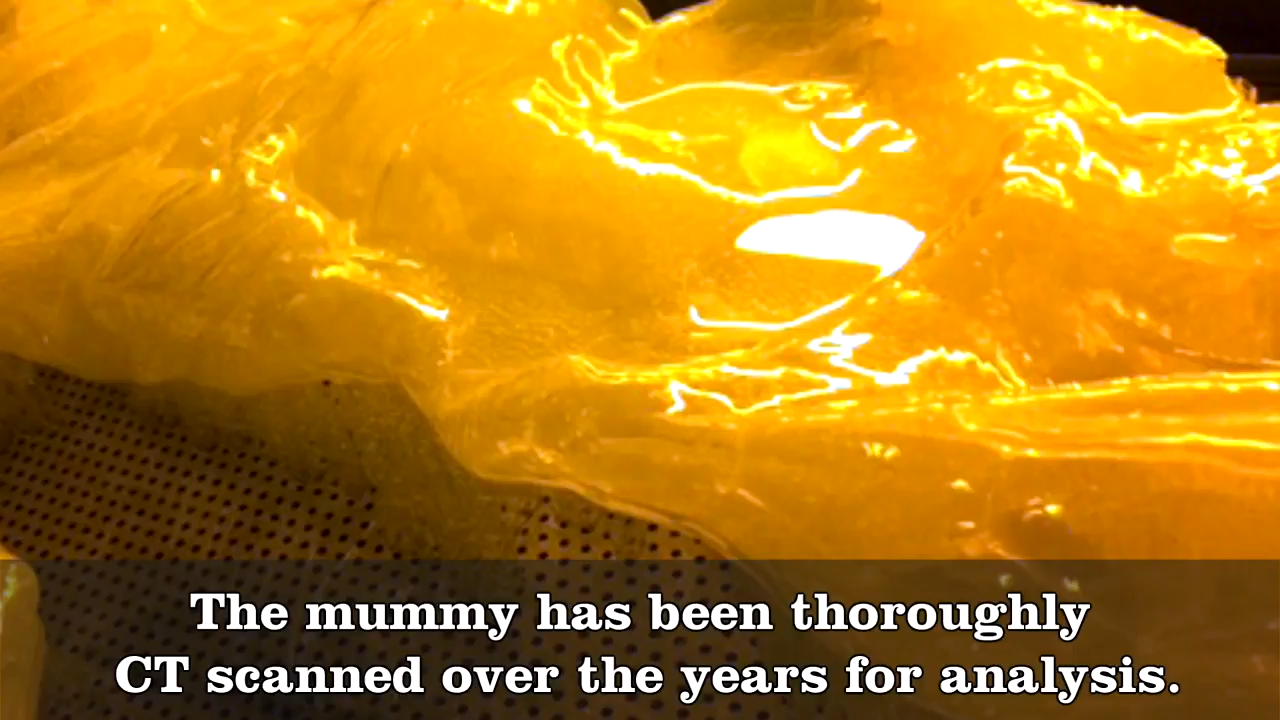 The mummy has been thoroughly
CT scanned over the years for analysis.